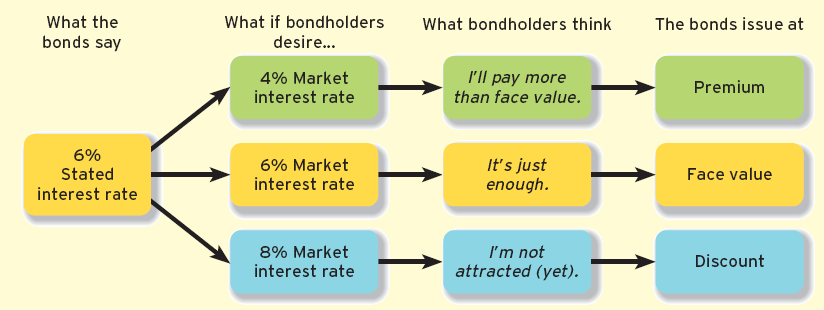 What the
bonds say
What if bondholders
desire...
What bondholders think
The bonds issue at
6%
Stated
interest rate
4% Market
interest rate
I'll pay more
than face value.
Premium
6% Market
interest rate
It's just
enough.
Face value
8% Market
interest rate
I'm not
attracted (yet).
Discount